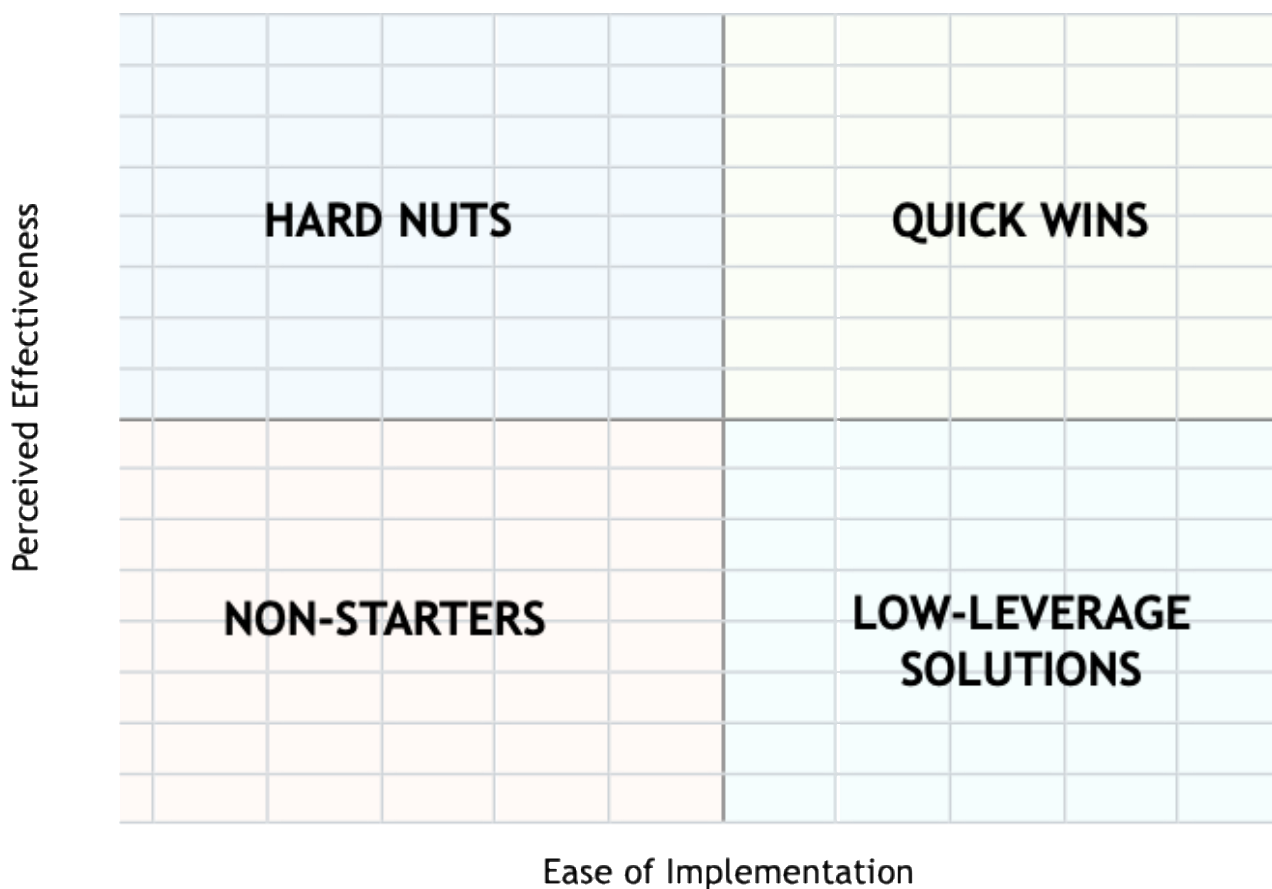 Perceived Effectiveness
HARD NUTS
QUICK WINS
NON-STARTERS
LOW-LEVERAGE
SOLUTIONS
Ease of Implementation